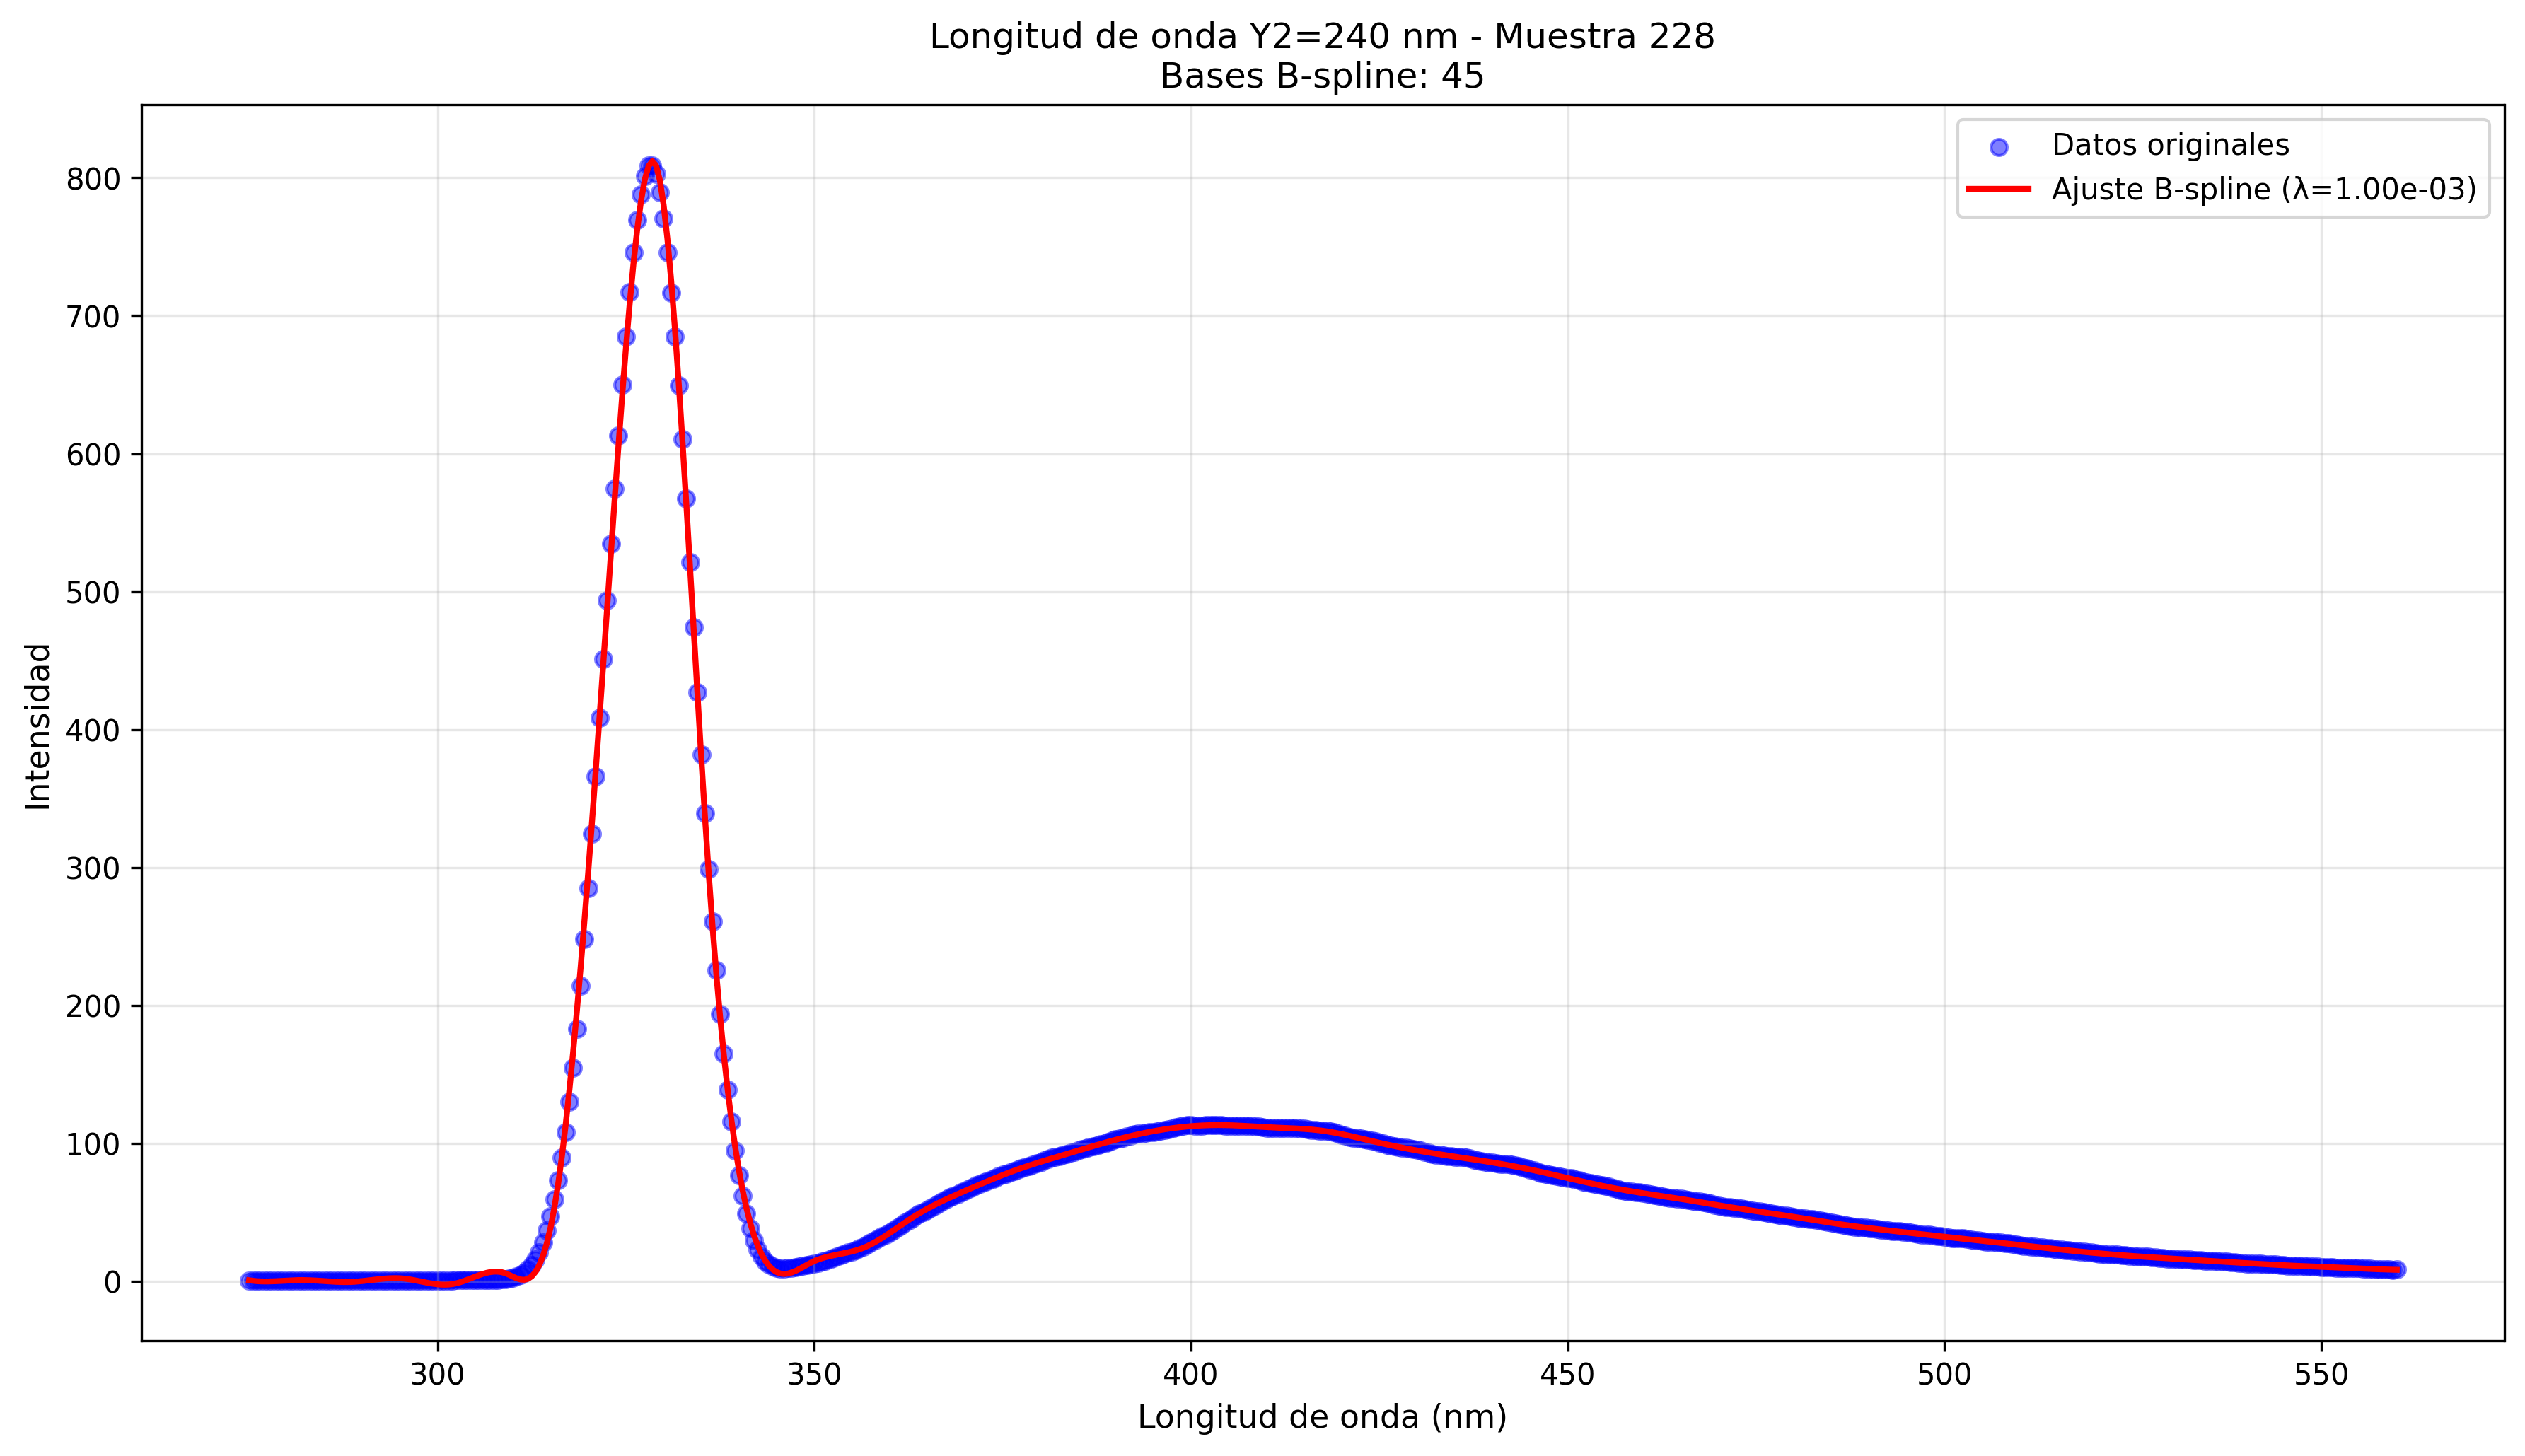 Longitud de onda Y2=240 nm - Muestra 228
Bases B-spline: 45
Datos originales
Ajuste B-spline (λ=1.00e-03)
800
700
600
500
400
300
200
100
0
Intensidad
300
350
400
450
500
550
Longitud de onda (nm)